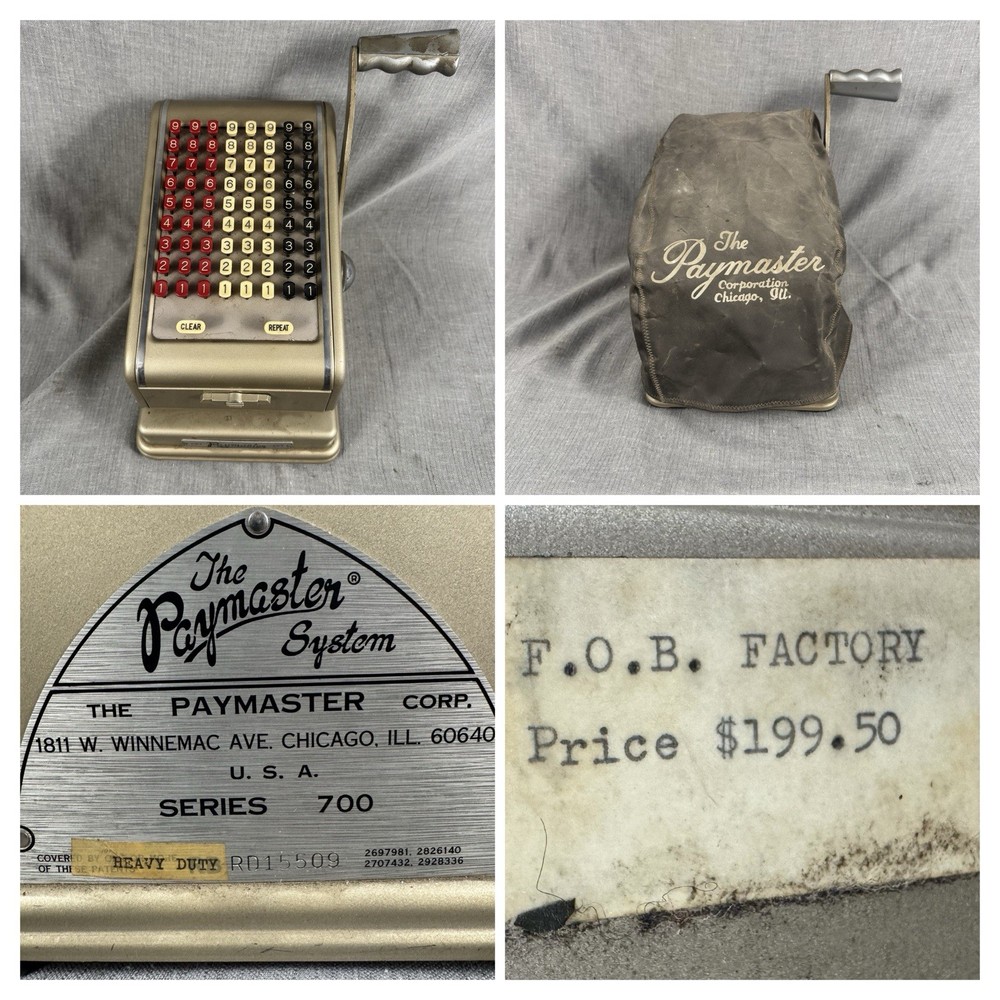 9 9 9 9 9 9 9 9
8 8 8 8 8 8 8 8
7 7 7 7 7 7 7 7
6 6 6 6 6 6 6 6
5 5 5 5 5 5 5 5
4 4 4 4 4 4 4 4
3 3 3 3 3 3 3 3
2 2 2 2 2 2 2 2
1 1 1 1 1 1 1 1
CLEAR REPEAT
Paymaster
The
Paymaster
Corporation
Chicago, Ill.
The
Paymaster®
System
THE PAYMASTER CORP.
1811 W. WINNEMAC AVE. CHICAGO, ILL. 60640
U. S. A.
SERIES 700
COVERED BY
OF THESE
HEAVY DUTY RD15509
2697981, 2826140
2707432, 2928336
F.O.B. FACTORY
Price $199.50